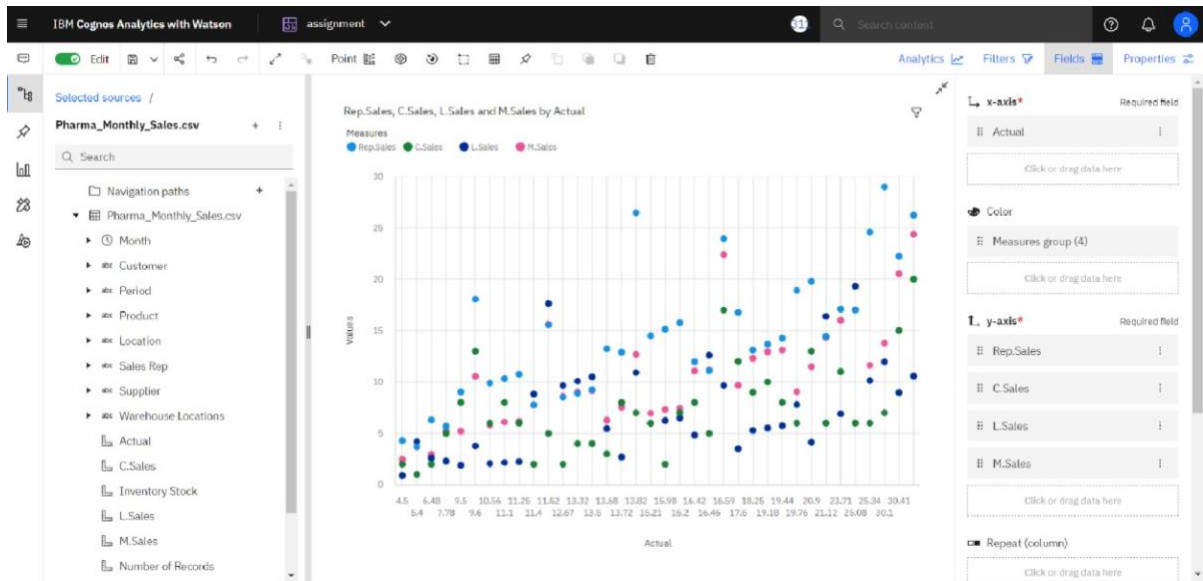 IBM Cognos Analytics with Watson
assignment
Search content
Edit
Point
Analytics
Filters
Fields
Properties
Selected sources /
Pharma_Monthly_Sales.csv
Search
Navigation paths
Pharma_Monthly_Sales.csv
Month
abc Customer
abc Period
abc Product
abc Location
abc Sales Rep
abc Supplier
abc Warehouse Locations
Actual
C.Sales
Inventory Stock
L.Sales
M.Sales
Number of Records
Rep.Sales, C.Sales, L.Sales and M.Sales by Actual
Measures
Rep.Sales C.Sales L.Sales M.Sales
Values
30
25
20
15
10
5
0
4.5 6.48 9.5 10.56 11.25 11.62 13.32 13.68 13.82 15.98 16.42 16.59 18.25 19.44 20.9 23.71 25.34 30.41
5.4 7.78 9.6 11.1 11.4 12.67 13.5 13.72 15.21 16.2 16.46 17.6 19.18 19.76 21.12 25.08 30.1
Actual
x-axis* Required field
Actual
Click or drag data here
Color
Measures group (4)
Click or drag data here
y-axis* Required field
Rep.Sales
C.Sales
L.Sales
M.Sales
Click or drag data here
Repeat (column)
Click or drag data here